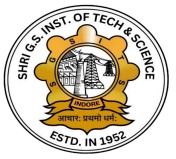 SHRI G.S. INST. OF TECH & SCIENCE
S G S I T S
INDORE
आचारः प्रथमो धर्मः
ESTD. IN 1952